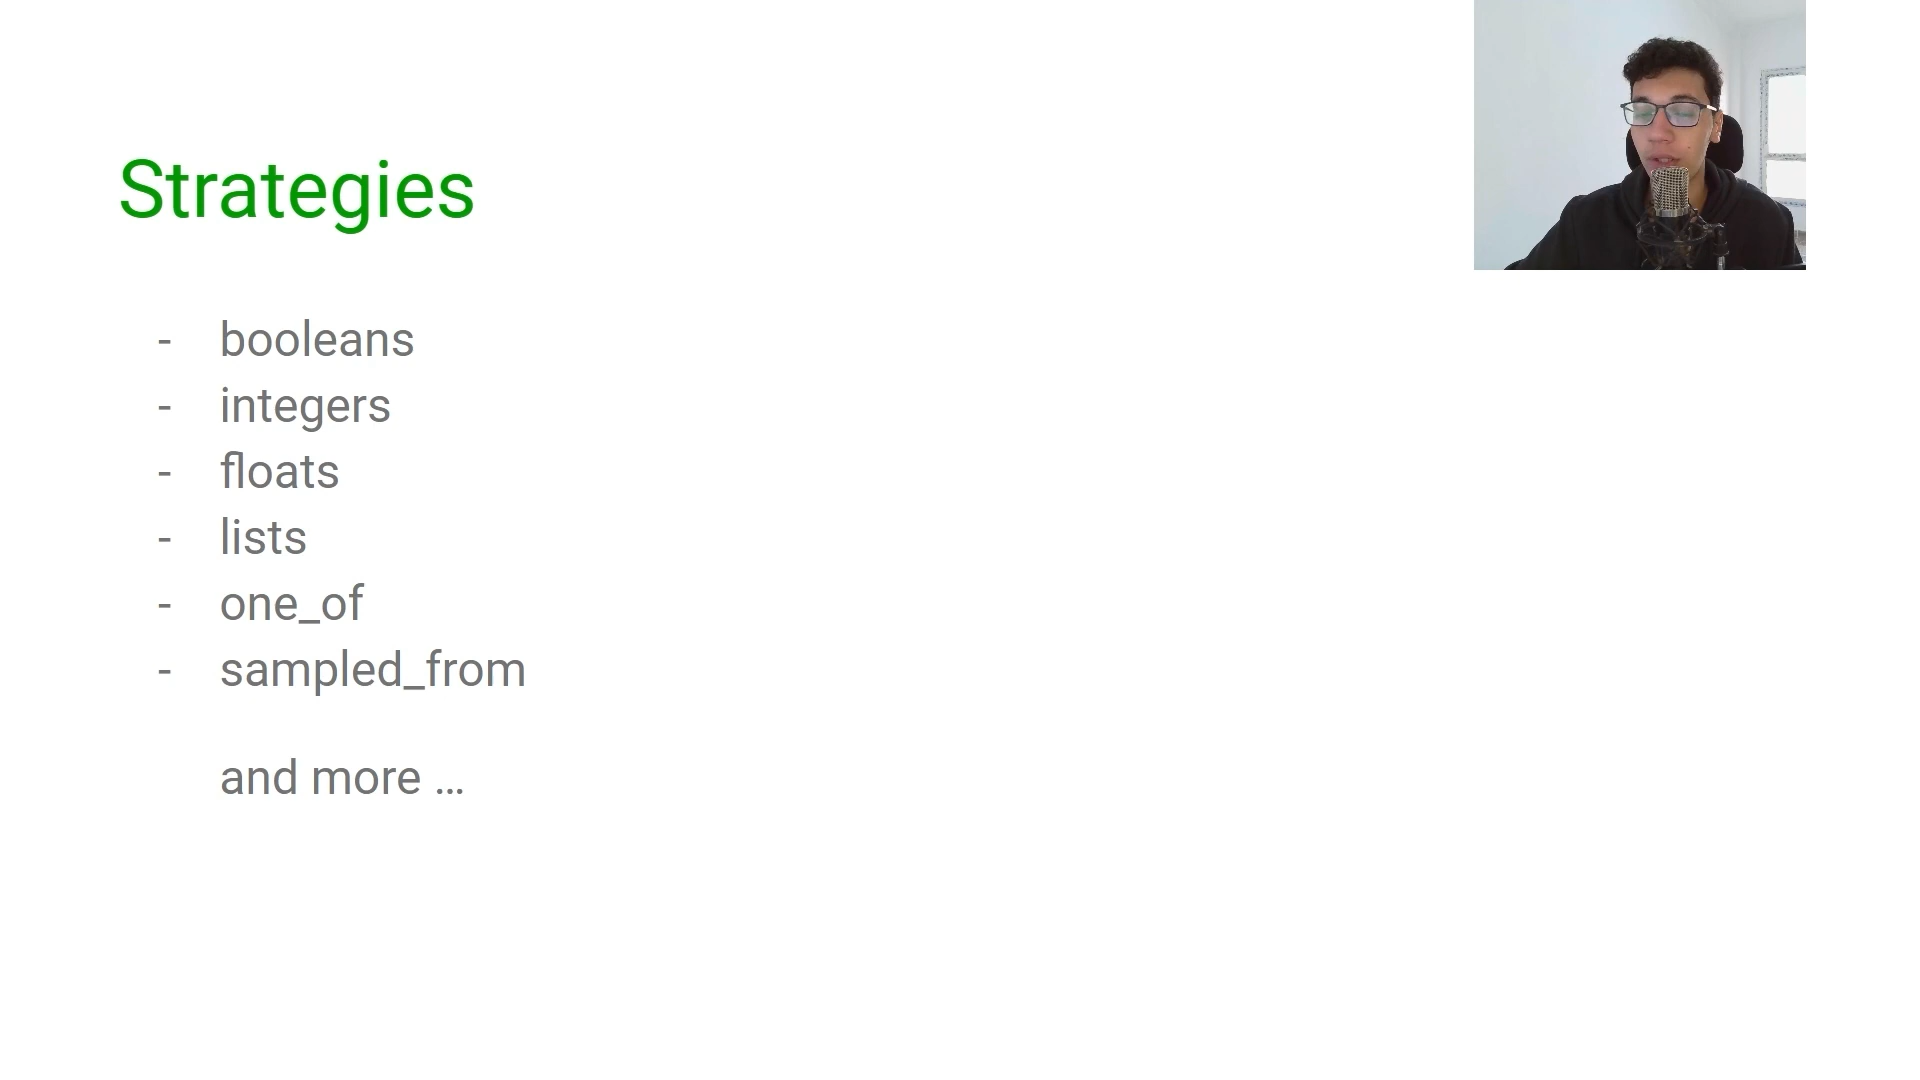 Strategies
- booleans
- integers
- floats
- lists
- one_of
- sampled_from
and more ...